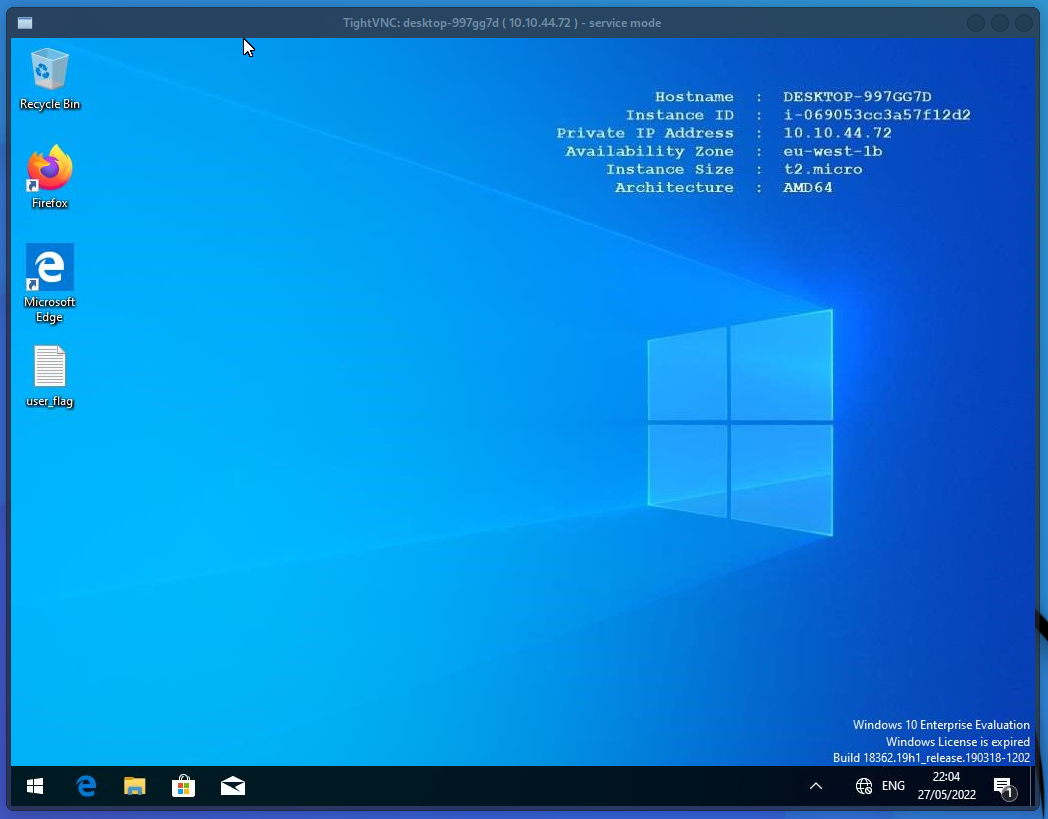 TightVNC: desktop-997gg7d ( 10.10.44.72 ) - service mode
Recycle Bin
Firefox
Microsoft
Edge
user_flag
Hostname : DESKTOP-997GG7D
Instance ID : i-069053cc3a57f12d2
Private IP Address : 10.10.44.72
Availability Zone : eu-west-1b
Instance Size : t2.micro
Architecture : AMD64
Windows 10 Enterprise Evaluation
Windows License is expired
Build 18362.19h1_release.190318-1202
ENG
22:04
27/05/2022
1